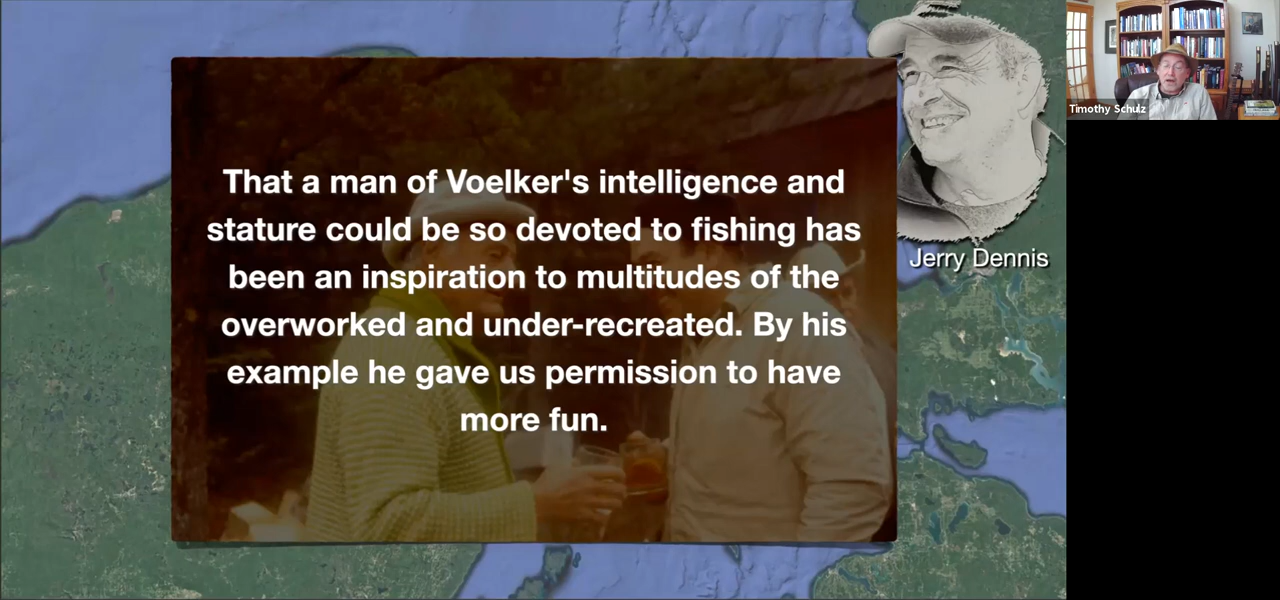 That a man of Voelker's intelligence and
stature could be so devoted to fishing has
been an inspiration to multitudes of the
overworked and under-recreated. By his
example he gave us permission to have
more fun.
Jerry Dennis
Timothy Schulz